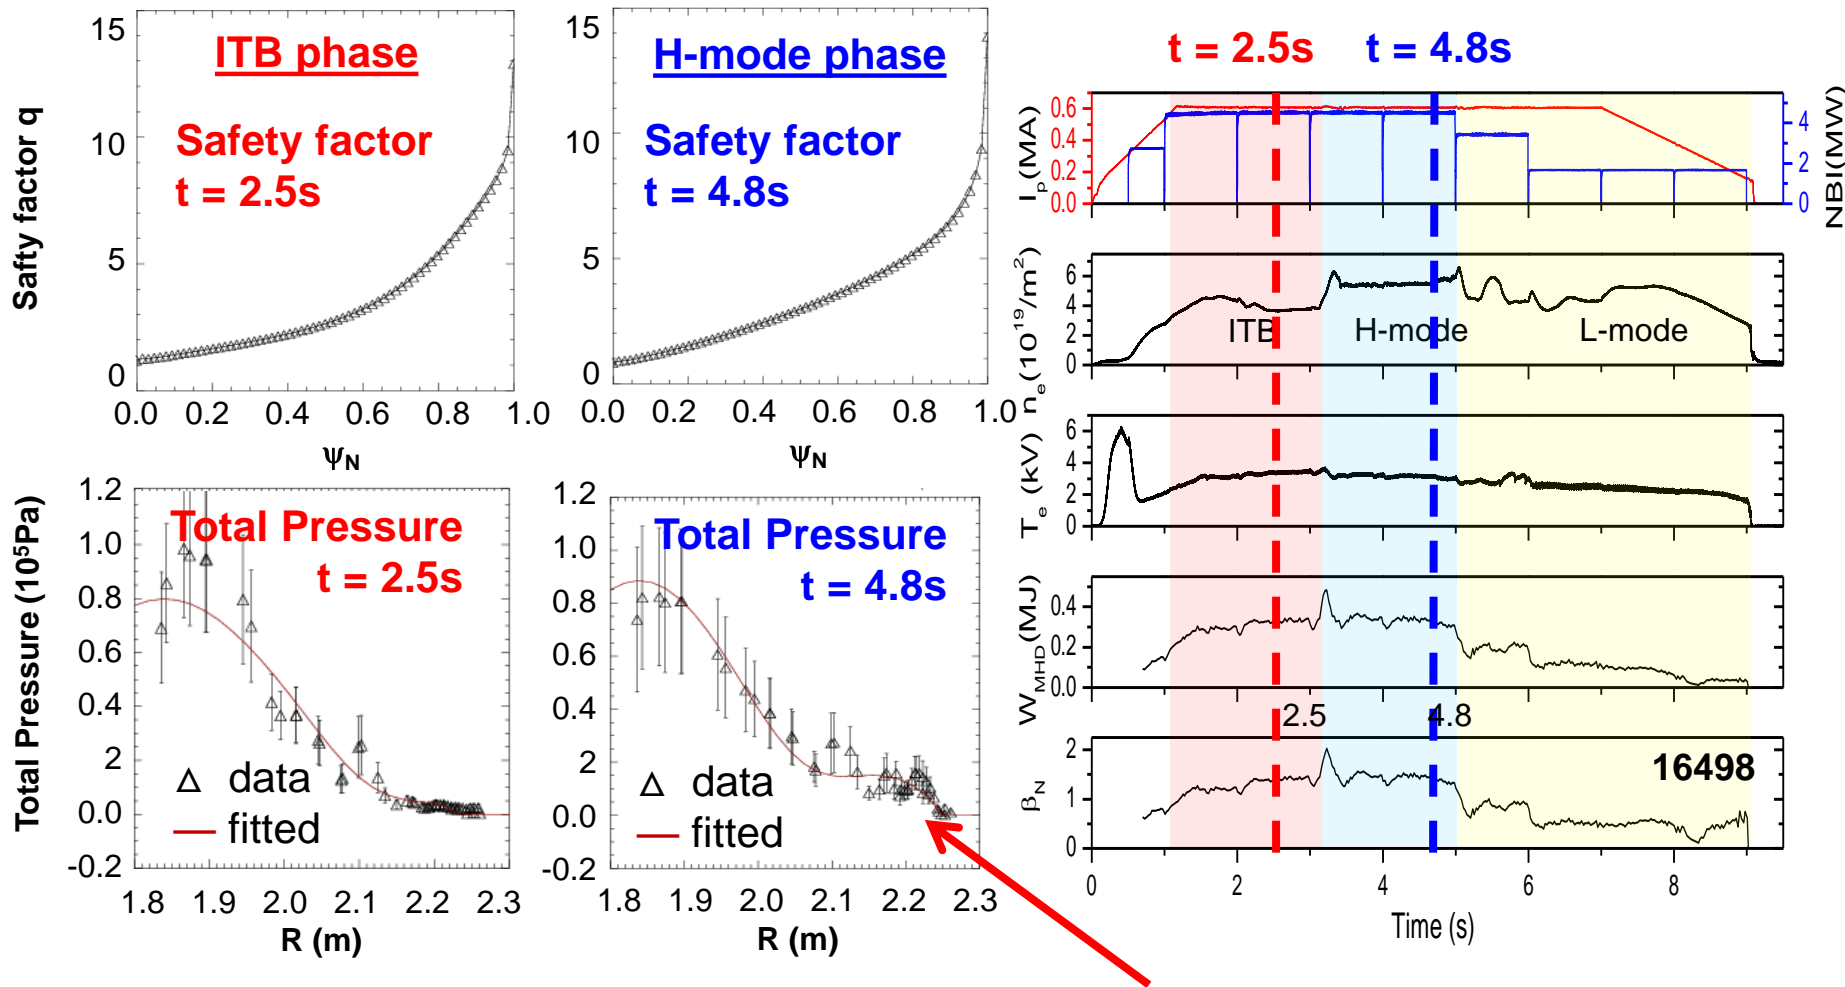 ITB phase
Safety factor
t = 2.5s
Safty factor q
15
10
5
0
0.0 0.2 0.4 0.6 0.8 1.0
ψN
H-mode phase
Safety factor
t = 4.8s
15
10
5
0
0.0 0.2 0.4 0.6 0.8 1.0
ψN
Total Pressure
t = 2.5s
Total Pressure (10⁵Pa)
1.2
1.0
0.8
0.6
0.4
0.2
0.0
-0.2
△ data
— fitted
1.8 1.9 2.0 2.1 2.2 2.3
R (m)
Total Pressure
t = 4.8s
1.2
1.0
0.8
0.6
0.4
0.2
0.0
-0.2
△ data
— fitted
1.8 1.9 2.0 2.1 2.2 2.3
R (m)
t = 2.5s t = 4.8s
Ip(MA)
0.6
0.4
0.2
0.0
4
2
0
NBI(MW)
ne(10¹⁹/m²)
6
4
2
0
ITB H-mode L-mode
Te(kV)
6
4
2
0
WMHD(MJ)
0.4
0.2
0.0
2.5 4.8
βN
2
1
0
16498
0 2 4 6 8
Time (s)